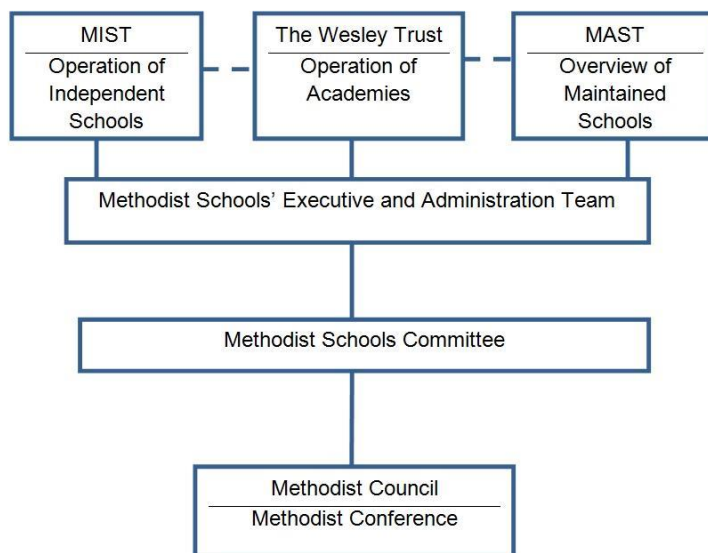 MIST
Operation of
Independent
Schools
The Wesley Trust
Operation of
Academies
MAST
Overview of
Maintained
Schools
Methodist Schools’ Executive and Administration Team
Methodist Schools Committee
Methodist Council
Methodist Conference